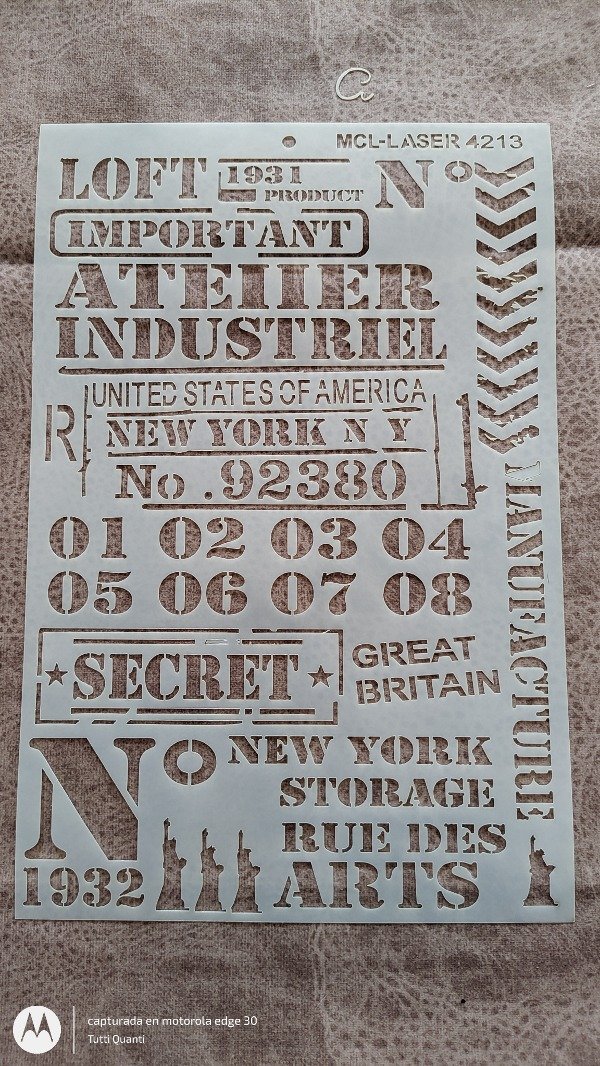 a
MCL-LASER 4213
LOFT
1931
PRODUCT
N°
IMPORTANT
ATELIER
INDUSTRIEL
UNITED STATES OF AMERICA
R
NEW YORK N Y
No .92380
01 02 03 04
05 06 07 08
MANUFACTURE
SECRET
GREAT
BRITAIN
N°
1932
NEW YORK
STORAGE
RUE DES
ARTS
capturada en motorola edge 30
Tutti Quanti